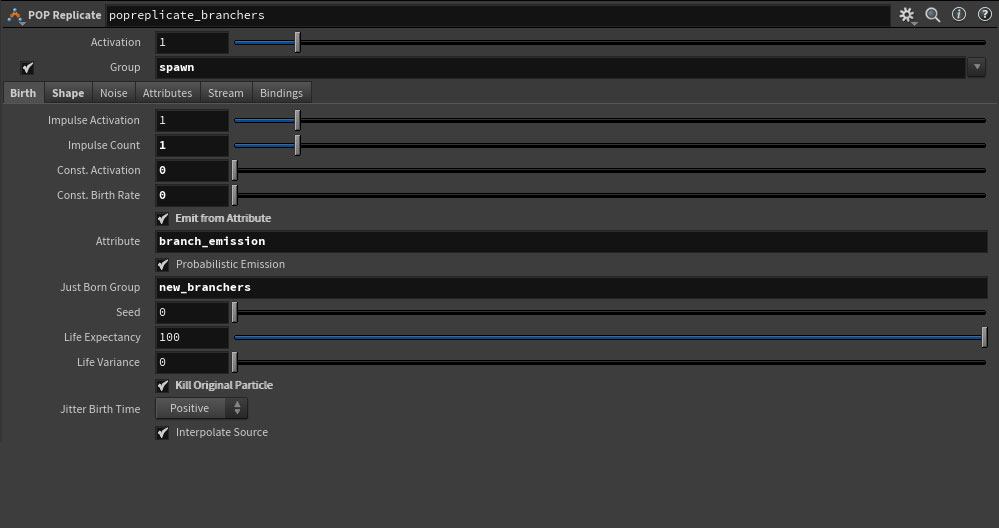 POP Replicate popreplicate_branchers
Activation 1
Group spawn
Birth Shape Noise Attributes Stream Bindings
Impulse Activation 1
Impulse Count 1
Const. Activation 0
Const. Birth Rate 0
Emit from Attribute
Attribute branch_emission
Probabilistic Emission
Just Born Group new_branchers
Seed 0
Life Expectancy 100
Life Variance 0
Kill Original Particle
Jitter Birth Time Positive
Interpolate Source